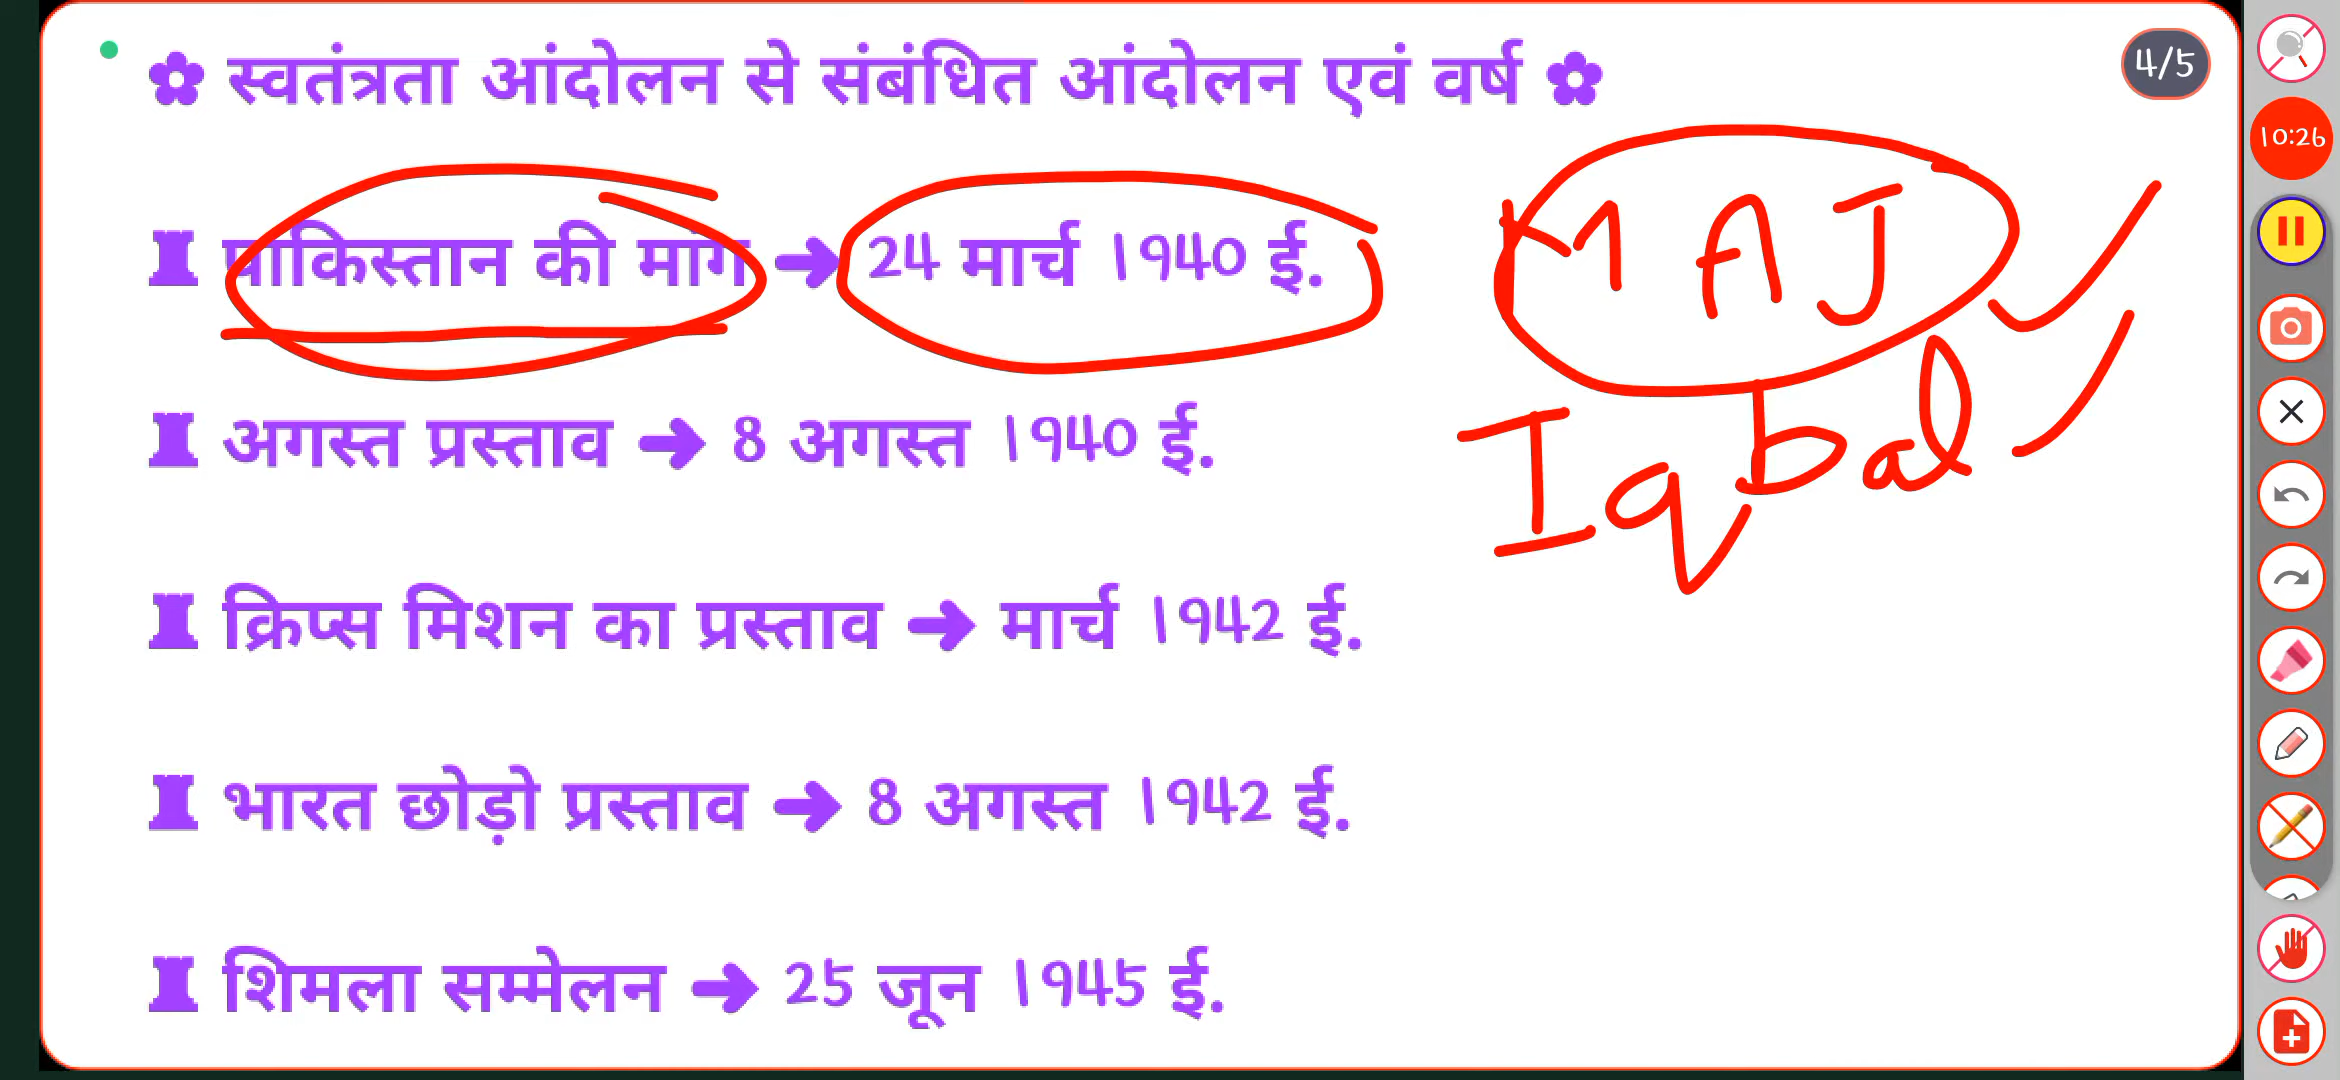 ✿ स्वतंत्रता आंदोलन से संबंधित आंदोलन एवं वर्ष ✿
4/5
10:26
♜ पाकिस्तान की मांग ➜ 24 मार्च 1940 ई.
M A J
♜ अगस्त प्रस्ताव ➜ 8 अगस्त 1940 ई.
Iqbal
♜ क्रिप्स मिशन का प्रस्ताव ➜ मार्च 1942 ई.
♜ भारत छोड़ो प्रस्ताव ➜ 8 अगस्त 1942 ई.
♜ शिमला सम्मेलन ➜ 25 जून 1945 ई.